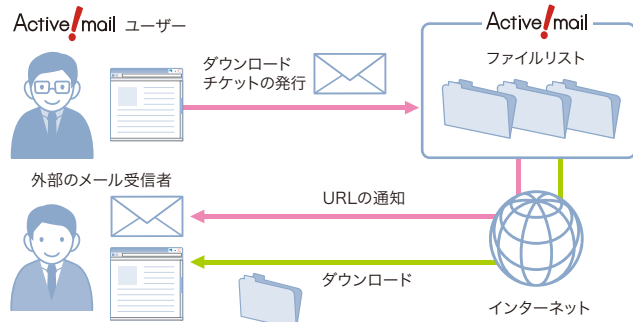 Active!mail ユーザー
Active!mail
ファイルリスト
ダウンロード
チケットの発行
外部のメール受信者
URLの通知
ダウンロード
インターネット